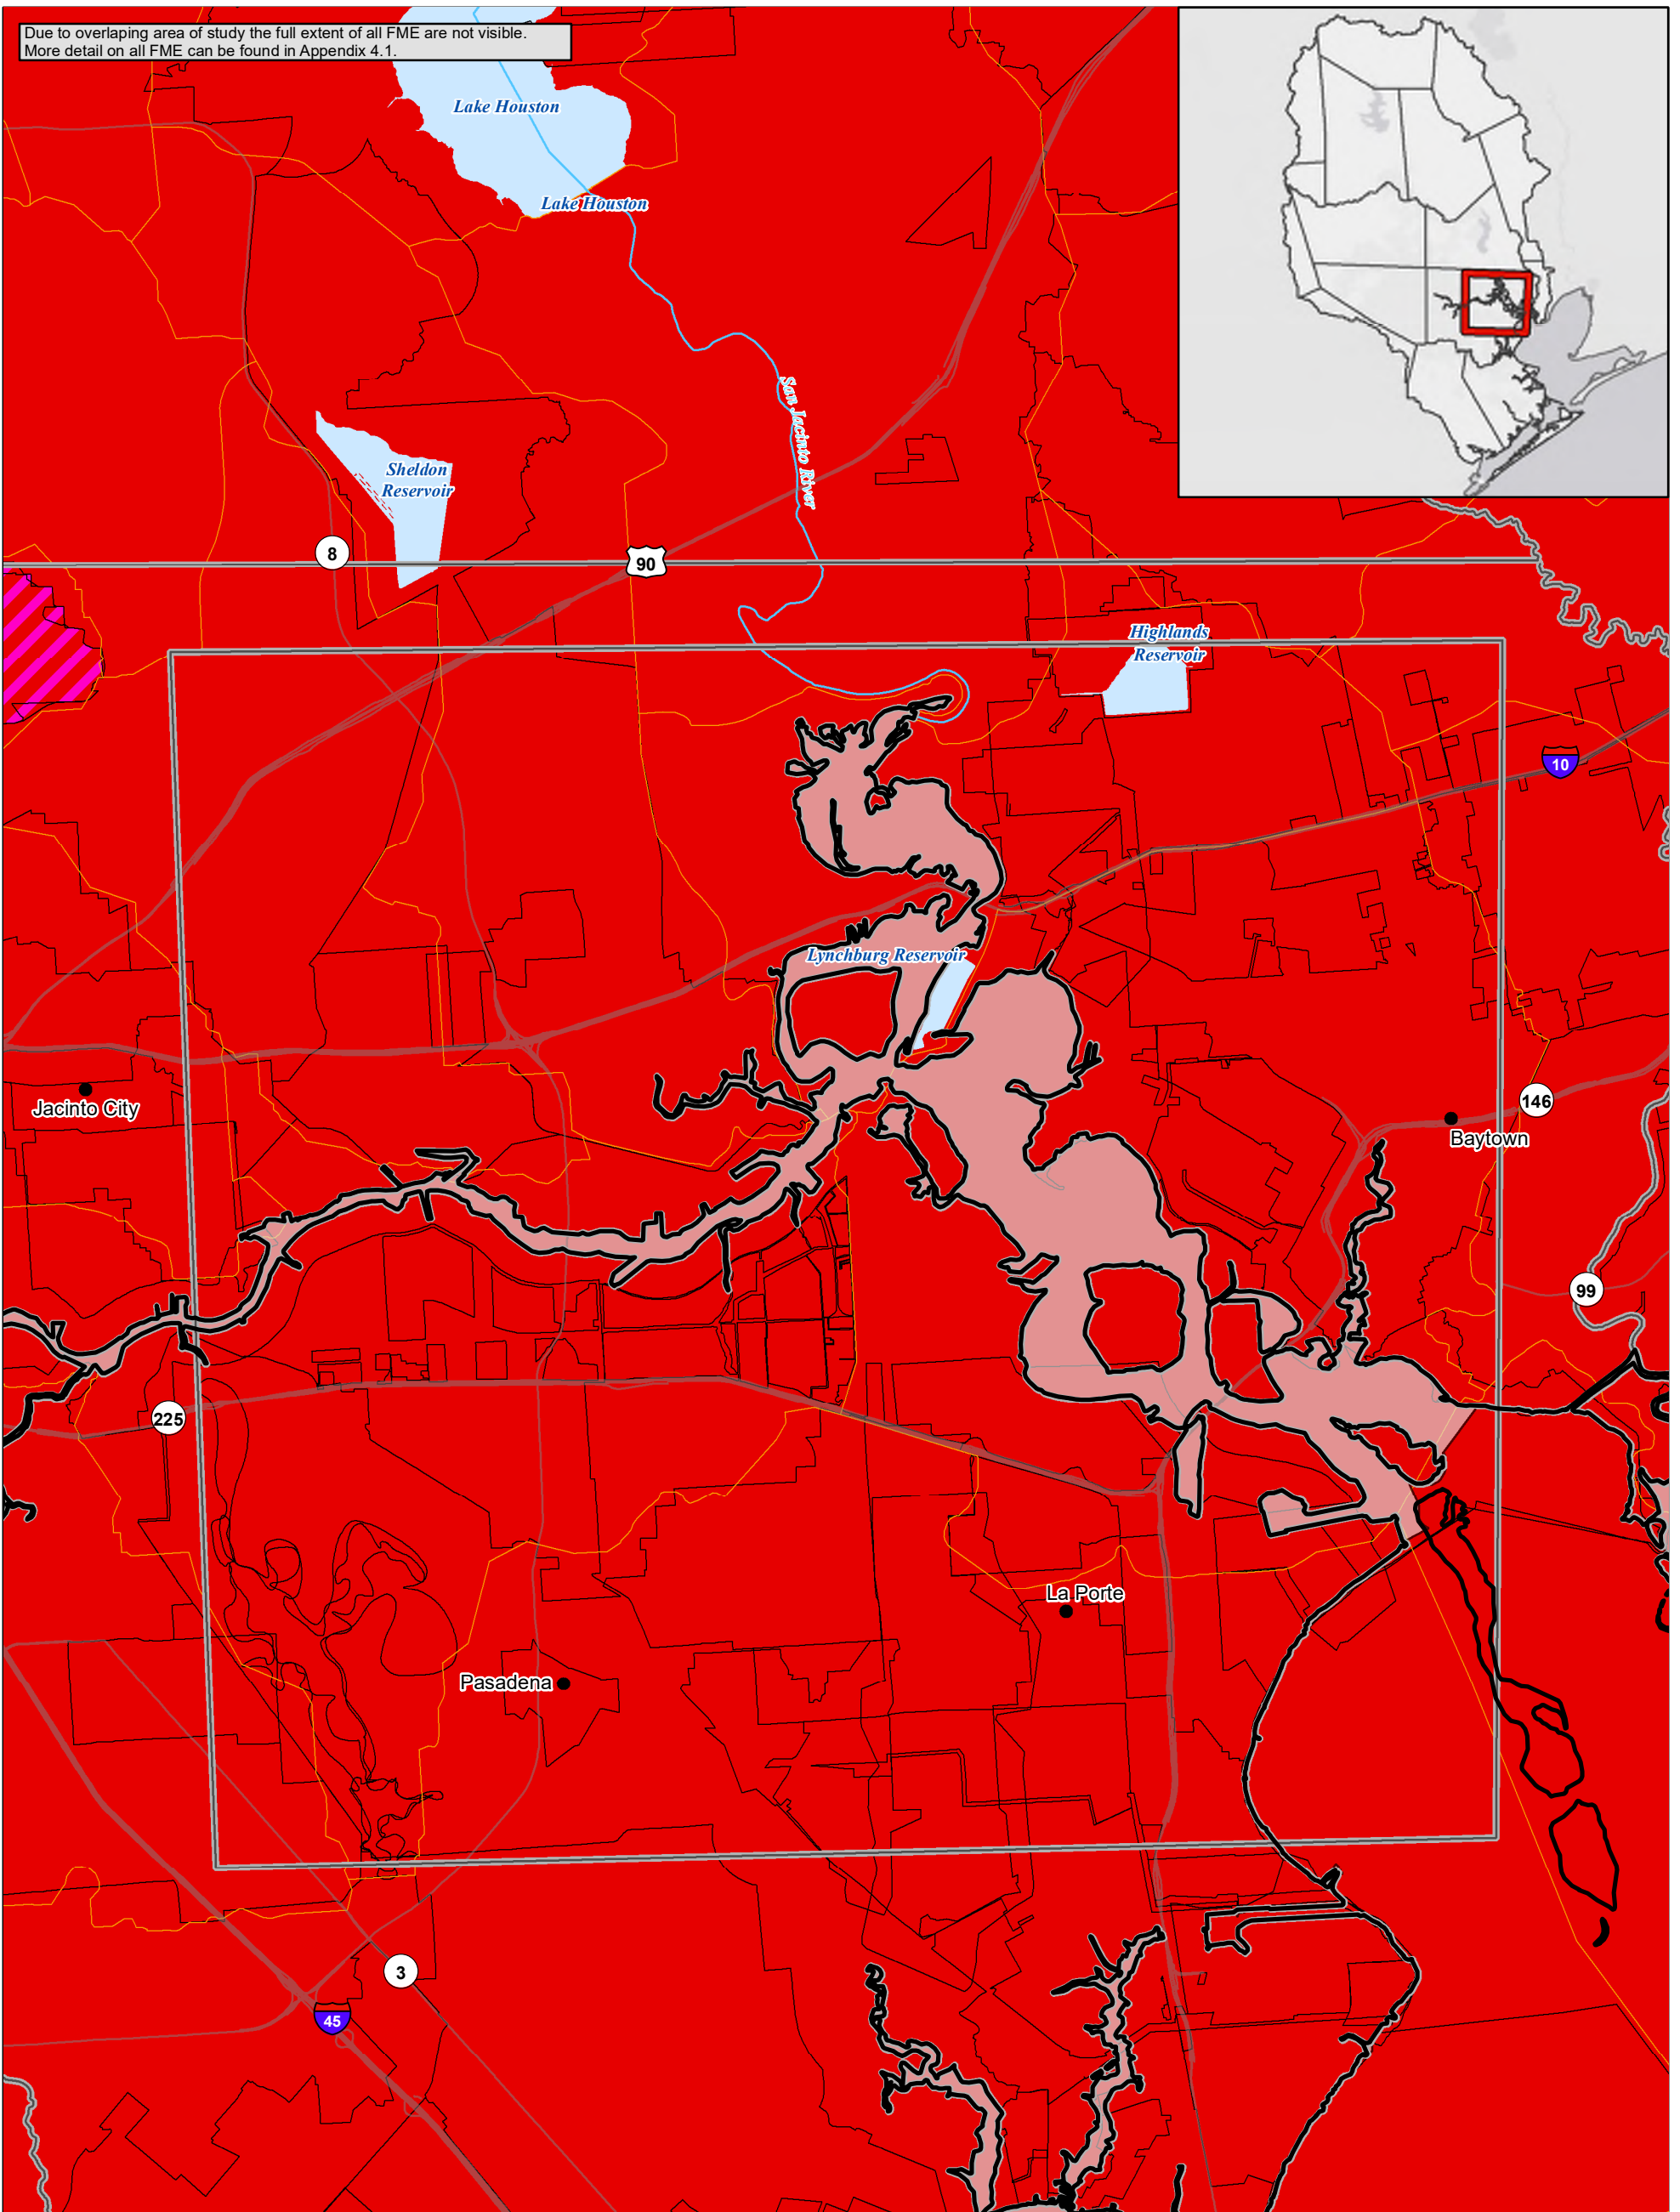 Due to overlaping area of study the full extent of all FME are not visible.
More detail on all FME can be found in Appendix 4.1.
Lake Houston
Lake Houston
San Jacinto River
Sheldon
Reservoir
8
90
Highlands
Reservoir
10
Lynchburg Reservoir
Jacinto City
146
Baytown
99
225
La Porte
Pasadena
3
45